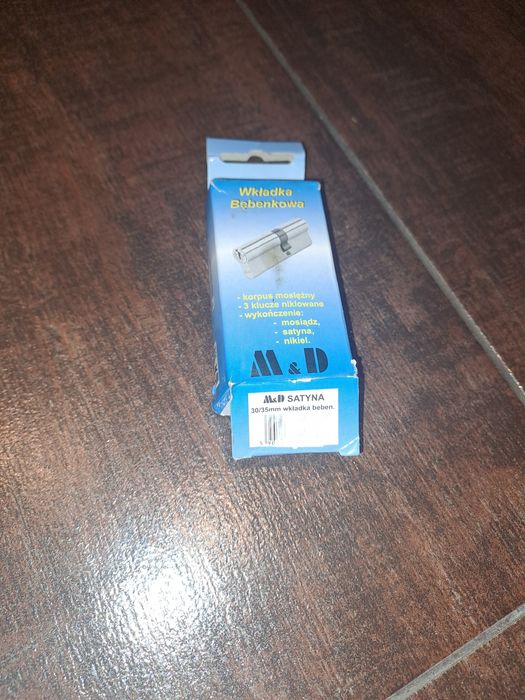 Wkładka
Bębenkowa
- korpus mosiężny
- 3 klucze niklowane
- wykończenie:
- mosiądz,
- satyna,
- nikiel.
M & D
M&D SATYNA
30/35mm wkładka beben.